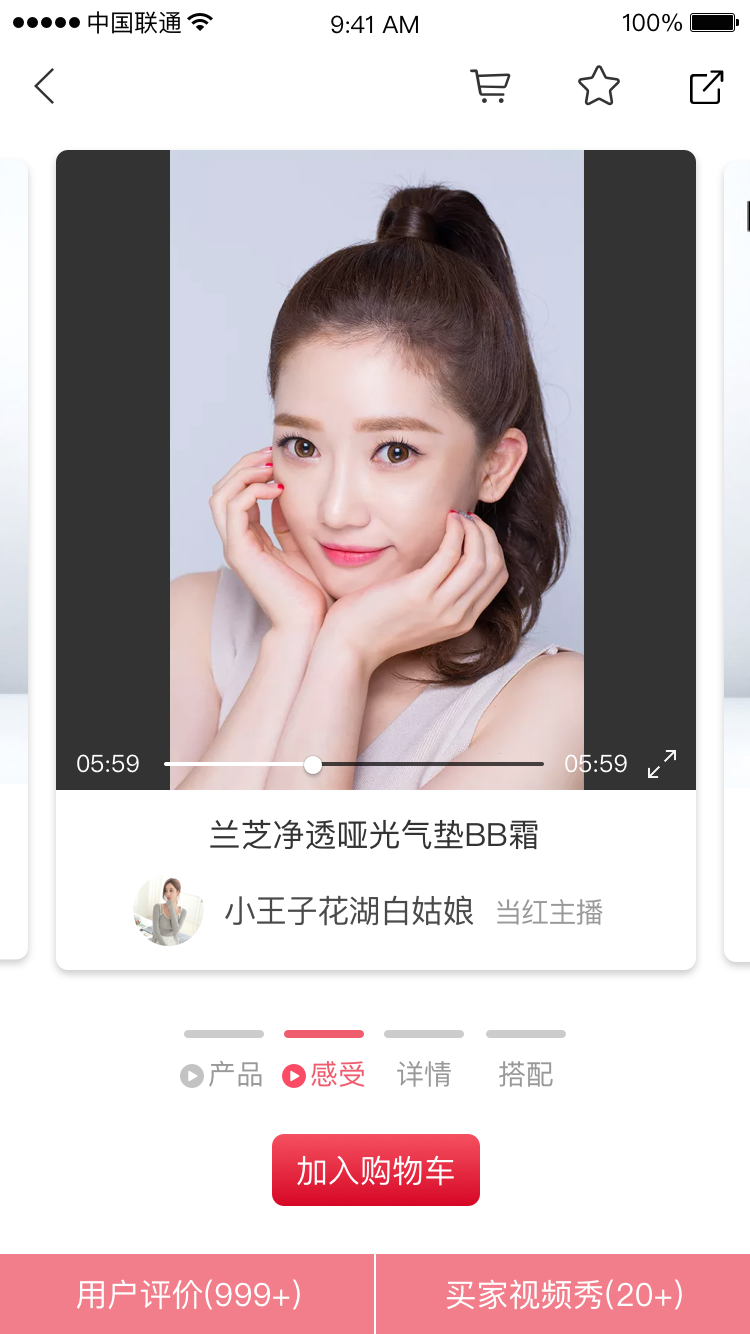 中国联通 9:41 AM 100%
05:59 05:59
兰芝净透哑光气垫BB霜
小王子花湖白姑娘 当红主播
产品 感受 详情 搭配
加入购物车
用户评价(999+) 买家视频秀(20+)